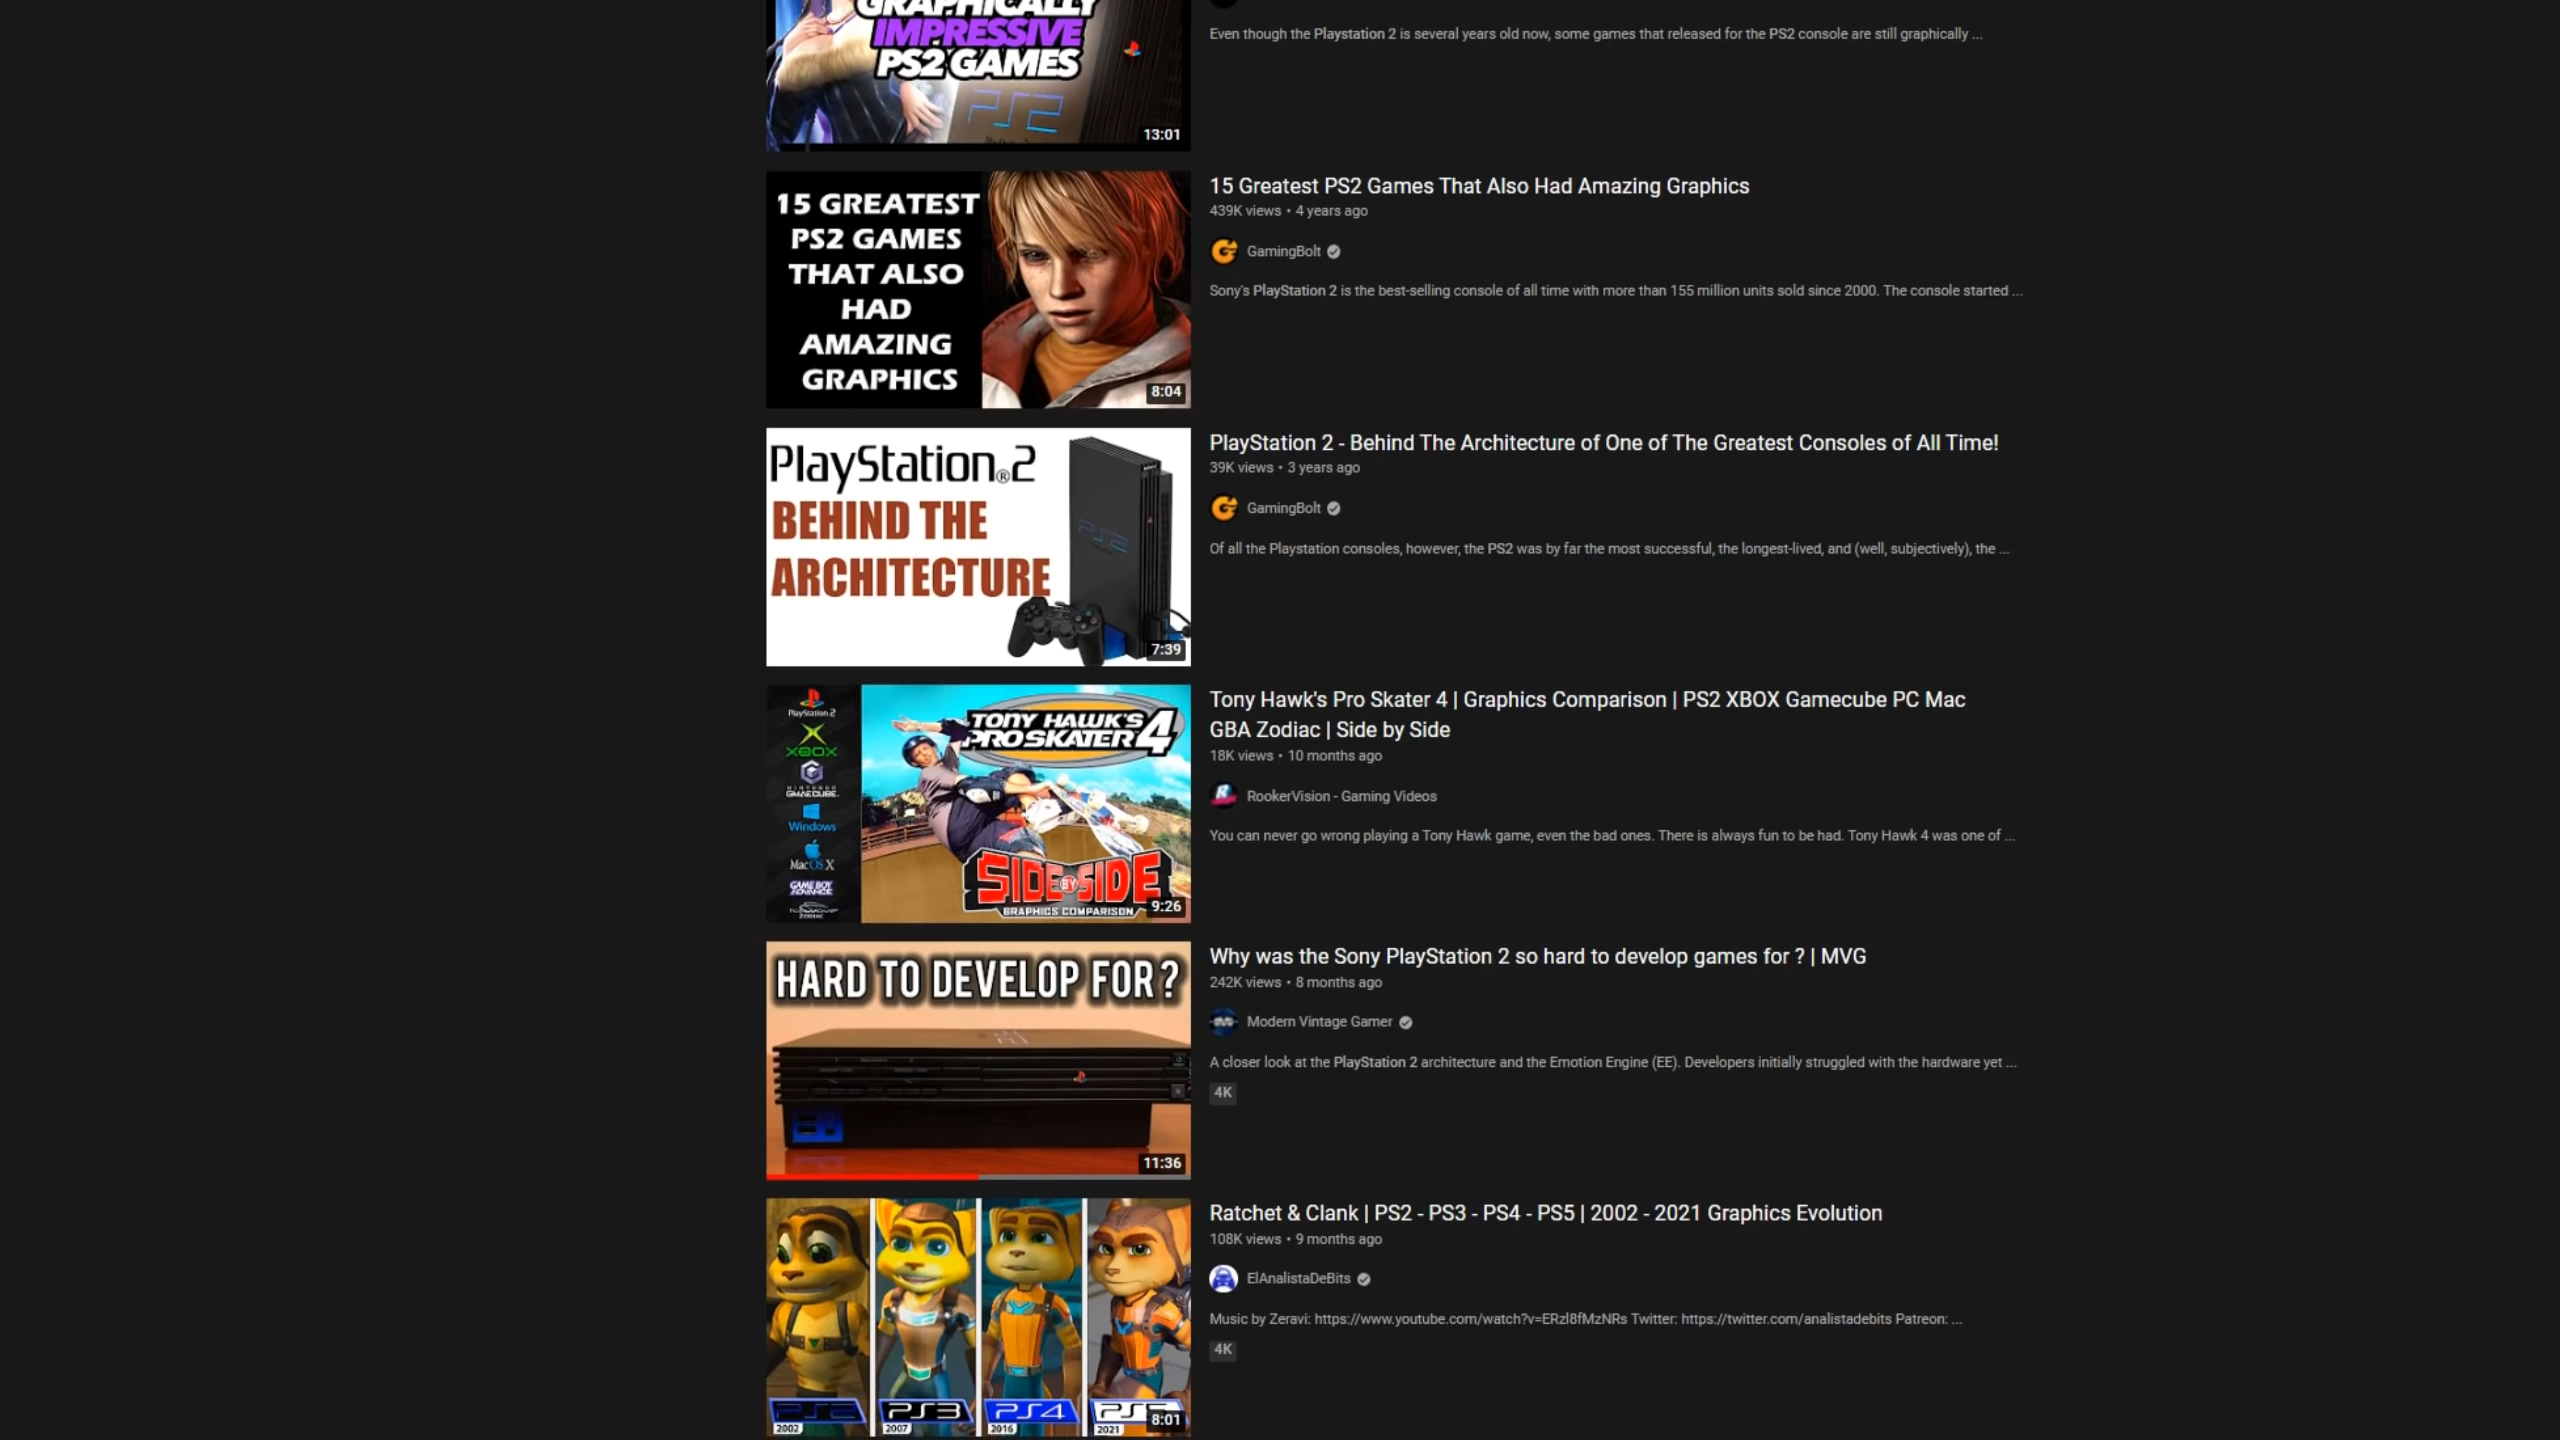 GRAPHICALLY
IMPRESSIVE
PS2 GAMES
PS2
13:01
Even though the Playstation 2 is several years old now, some games that released for the PS2 console are still graphically ...
15 GREATEST
PS2 GAMES
THAT ALSO
HAD
AMAZING
GRAPHICS
8:04
15 Greatest PS2 Games That Also Had Amazing Graphics
439K views • 4 years ago
GamingBolt
Sony's PlayStation 2 is the best-selling console of all time with more than 155 million units sold since 2000. The console started ...
PlayStation®2
BEHIND THE
ARCHITECTURE
PS2
7:39
PlayStation 2 - Behind The Architecture of One of The Greatest Consoles of All Time!
39K views • 3 years ago
GamingBolt
Of all the Playstation consoles, however, the PS2 was by far the most successful, the longest-lived, and (well, subjectively), the ...
PlayStation 2
XBOX
NINTENDO
GMAECUBE
Windows
Mac OS X
GAME BOY
ADVANCE
ZODIAC
TONY HAWK'S
PRO SKATER 4
SIDE BY SIDE
GRAPHICS COMPARISON
9:26
Tony Hawk's Pro Skater 4 | Graphics Comparison | PS2 XBOX Gamecube PC Mac
GBA Zodiac | Side by Side
18K views • 10 months ago
RookerVision - Gaming Videos
You can never go wrong playing a Tony Hawk game, even the bad ones. There is always fun to be had. Tony Hawk 4 was one of ...
HARD TO DEVELOP FOR ?
11:36
Why was the Sony PlayStation 2 so hard to develop games for ? | MVG
242K views • 8 months ago
Modern Vintage Gamer
A closer look at the PlayStation 2 architecture and the Emotion Engine (EE). Developers initially struggled with the hardware yet ...
4K
PS2
2002
PS3
2007
PS4
2016
PS5
2021
8:01
Ratchet & Clank | PS2 - PS3 - PS4 - PS5 | 2002 - 2021 Graphics Evolution
108K views • 9 months ago
ElAnalistaDeBits
Music by Zeravi: https://www.youtube.com/watch?v=ERzl8fMzNRs Twitter: https://twitter.com/analistadebits Patreon: ...
4K